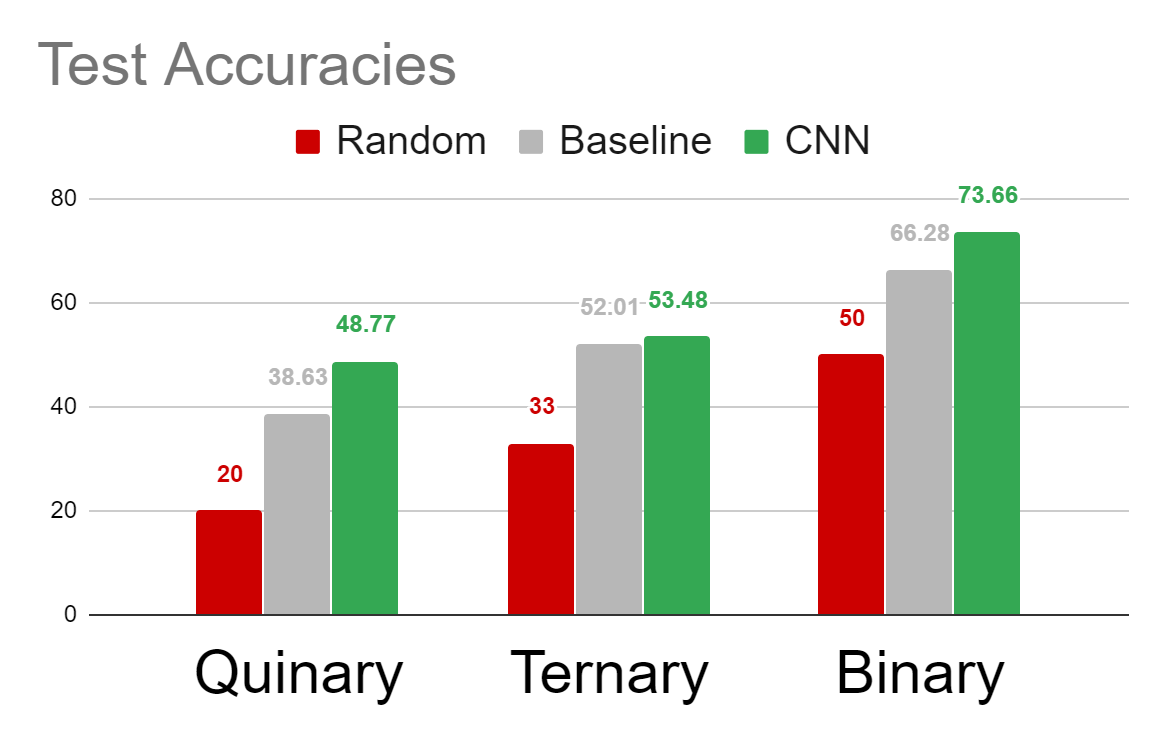 Test Accuracies
Random Baseline CNN
80
60
40
20
0
20 38.63 48.77
33 52.01 53.48
50 66.28 73.66
Quinary Ternary Binary